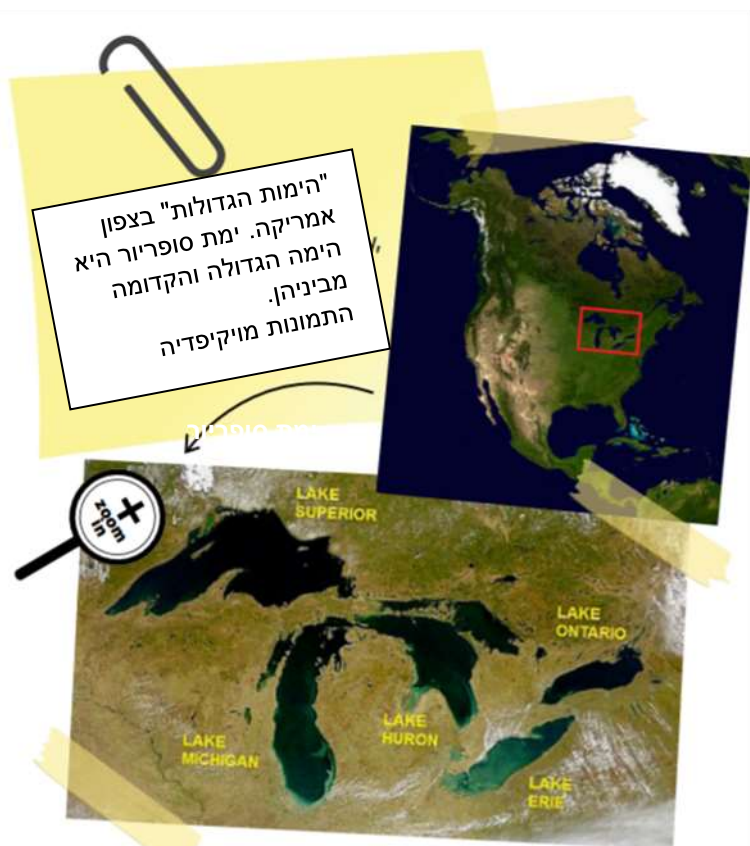 "הימות הגדולות" בצפון
אמריקה. ימת סופריור היא
הימה הגדולה והקדומה
מביניהן.
התמונות מויקיפדיה
סופריור
zoom
in
LAKE
SUPERIOR
LAKE
ONTARIO
LAKE
HURON
LAKE
MICHIGAN
LAKE
ERIE